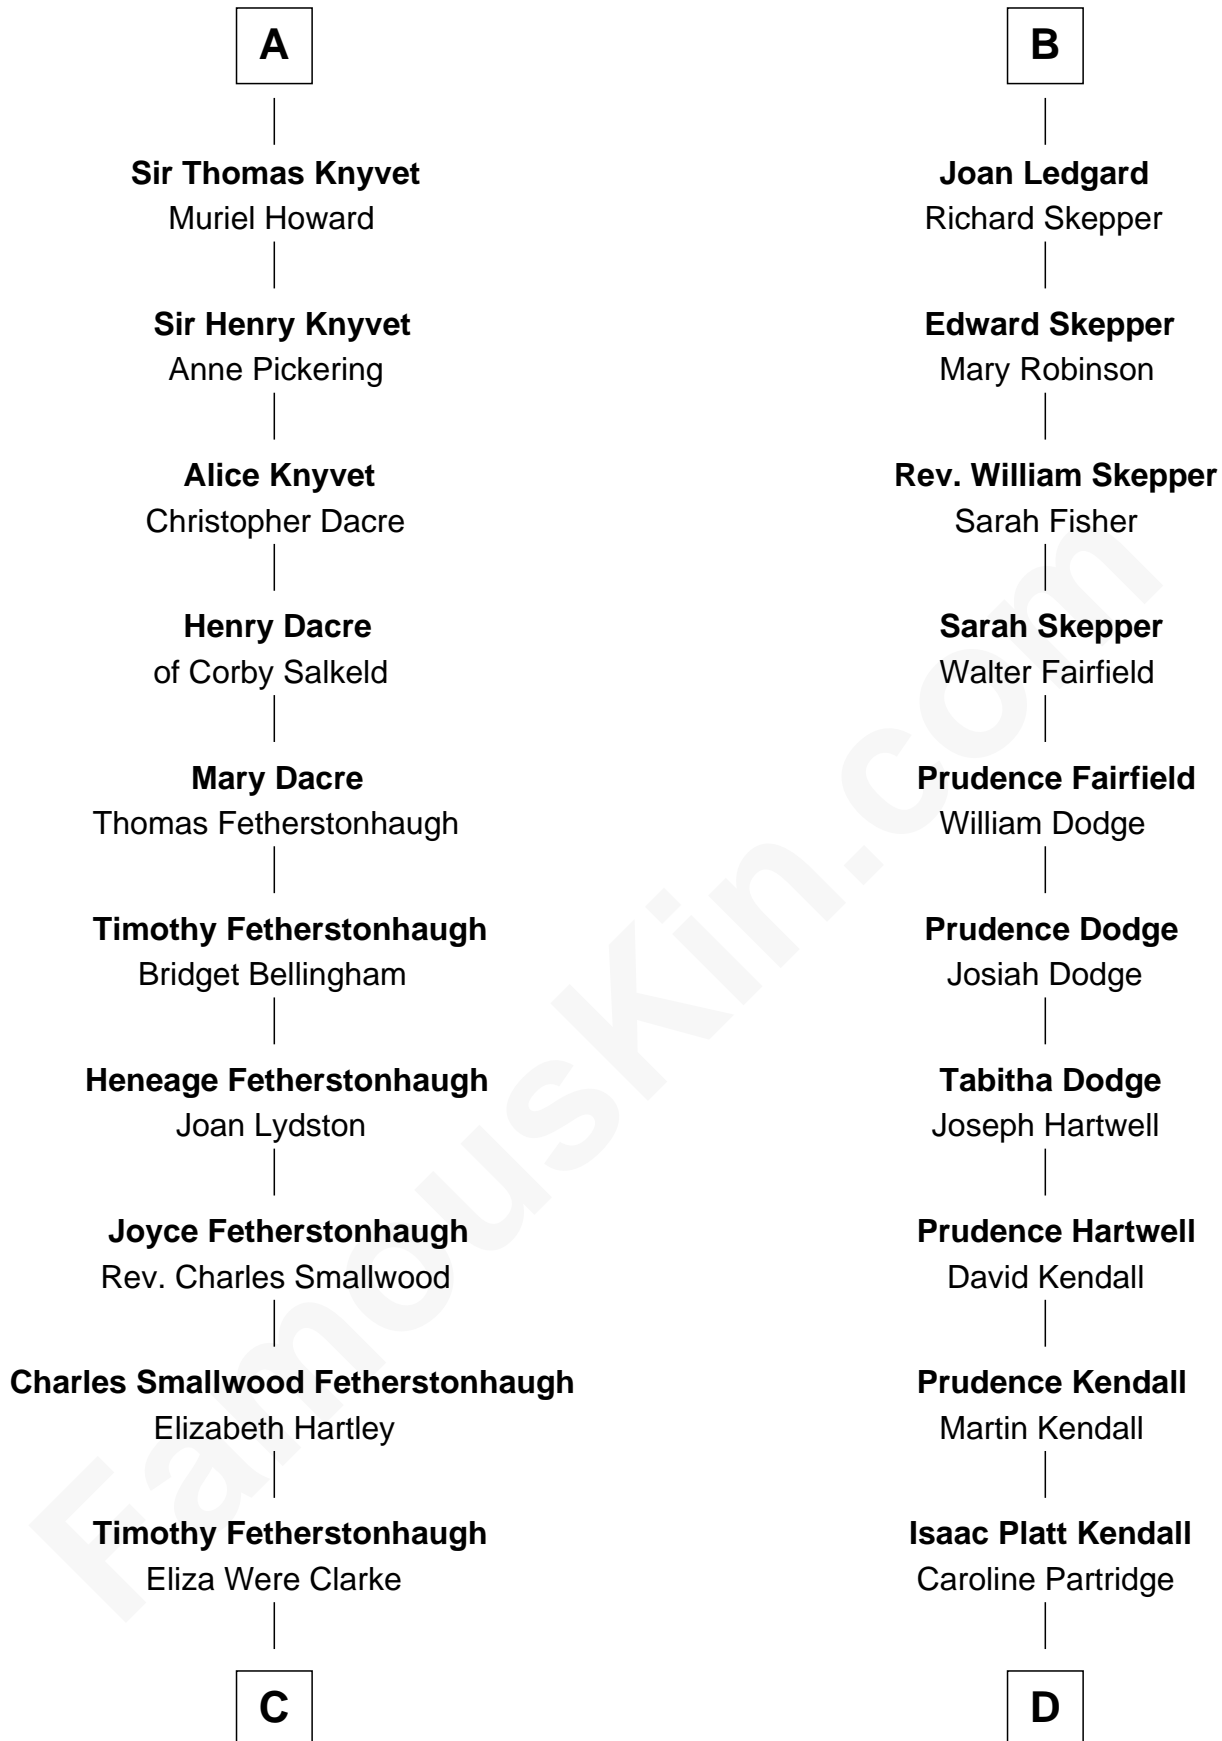 A
Sir Thomas Knyvet
Muriel Howard
Sir Henry Knyvet
Anne Pickering
Alice Knyvet
Christopher Dacre
Henry Dacre
of Corby Salkeld
Mary Dacre
Thomas Fetherstonhaugh
Timothy Fetherstonhaugh
Bridget Bellingham
Heneage Fetherstonhaugh
Joan Lydston
Joyce Fetherstonhaugh
Rev. Charles Smallwood
Charles Smallwood Fetherstonhaugh
Elizabeth Hartley
Timothy Fetherstonhaugh
Eliza Were Clarke
C
B
Joan Ledgard
Richard Skepper
Edward Skepper
Mary Robinson
Rev. William Skepper
Sarah Fisher
Sarah Skepper
Walter Fairfield
Prudence Fairfield
William Dodge
Prudence Dodge
Josiah Dodge
Tabitha Dodge
Joseph Hartwell
Prudence Hartwell
David Kendall
Prudence Kendall
Martin Kendall
Isaac Platt Kendall
Caroline Partridge
D
FamousKin.com